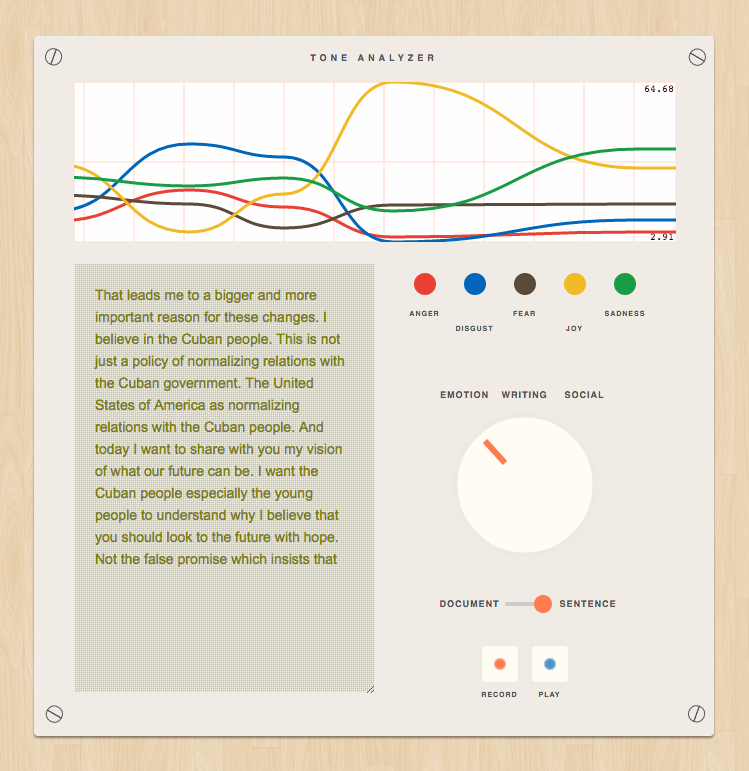 TONE ANALYZER
64.68
2.91
That leads me to a bigger and more
important reason for these changes. I
believe in the Cuban people. This is not
just a policy of normalizing relations with
the Cuban government. The United
States of America as normalizing
relations with the Cuban people. And
today I want to share with you my vision
of what our future can be. I want the
Cuban people especially the young
people to understand why I believe that
you should look to the future with hope.
Not the false promise which insists that
ANGER
DISGUST
FEAR
JOY
SADNESS
EMOTION WRITING SOCIAL
DOCUMENT SENTENCE
RECORD PLAY